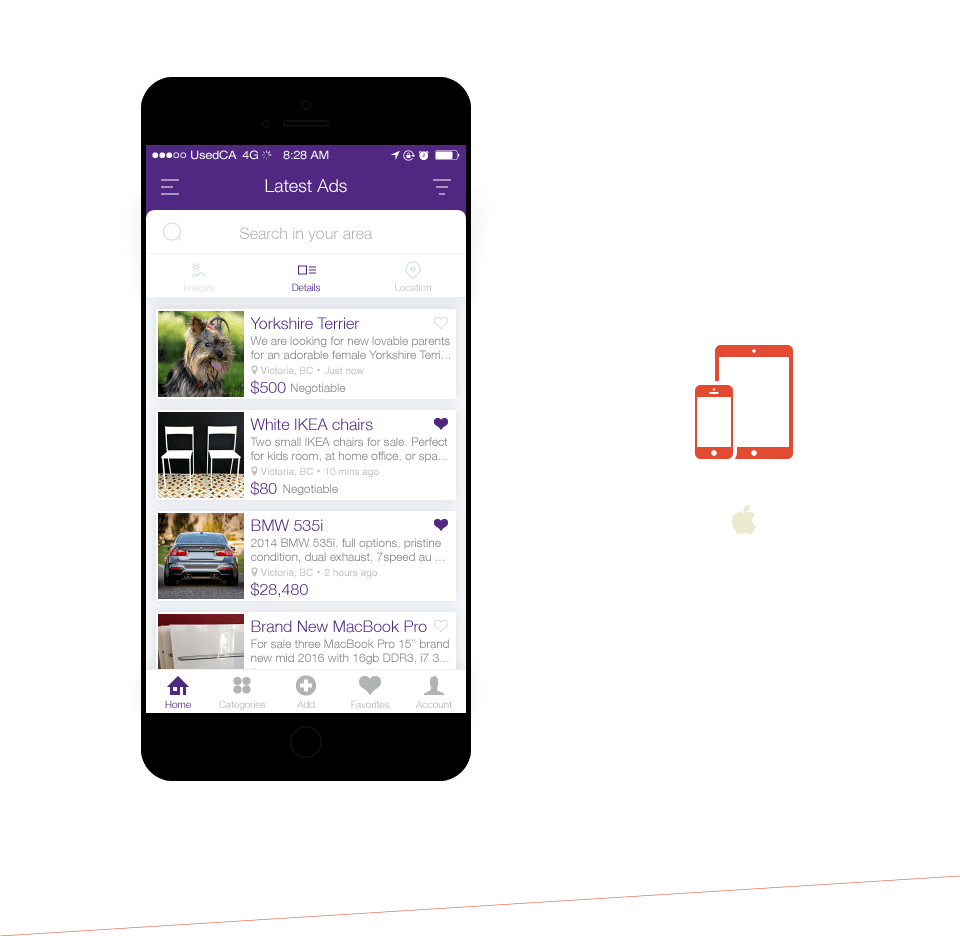 UsedCA 4G 8:28 AM
Latest Ads
Search in your area
Images Details Location
Yorkshire Terrier
We are looking for new lovable parents
for an adorable female Yorkshire Terri...
Victoria, BC • Just now
$500 Negotiable
White IKEA chairs
Two small IKEA chairs for sale. Perfect
for kids room, at home office, or spa...
Victoria, BC • 10 mins ago
$80 Negotiable
BMW 535i
2014 BMW 535i, full options, pristine
condition, dual exhaust, 7speed au ...
Victoria, BC • 2 hours ago
$28,480
Brand New MacBook Pro
For sale three MacBook Pro 15’’ brand
new mid 2016 with 16gb DDR3, i7 3...
Home Categories Add Favorites Account